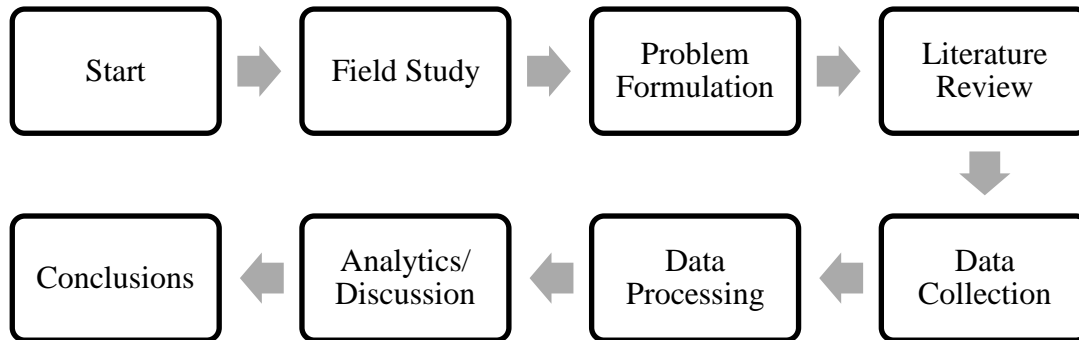 Start
Field Study
Problem
Formulation
Literature
Review
Data
Collection
Data
Processing
Analytics/
Discussion
Conclusions